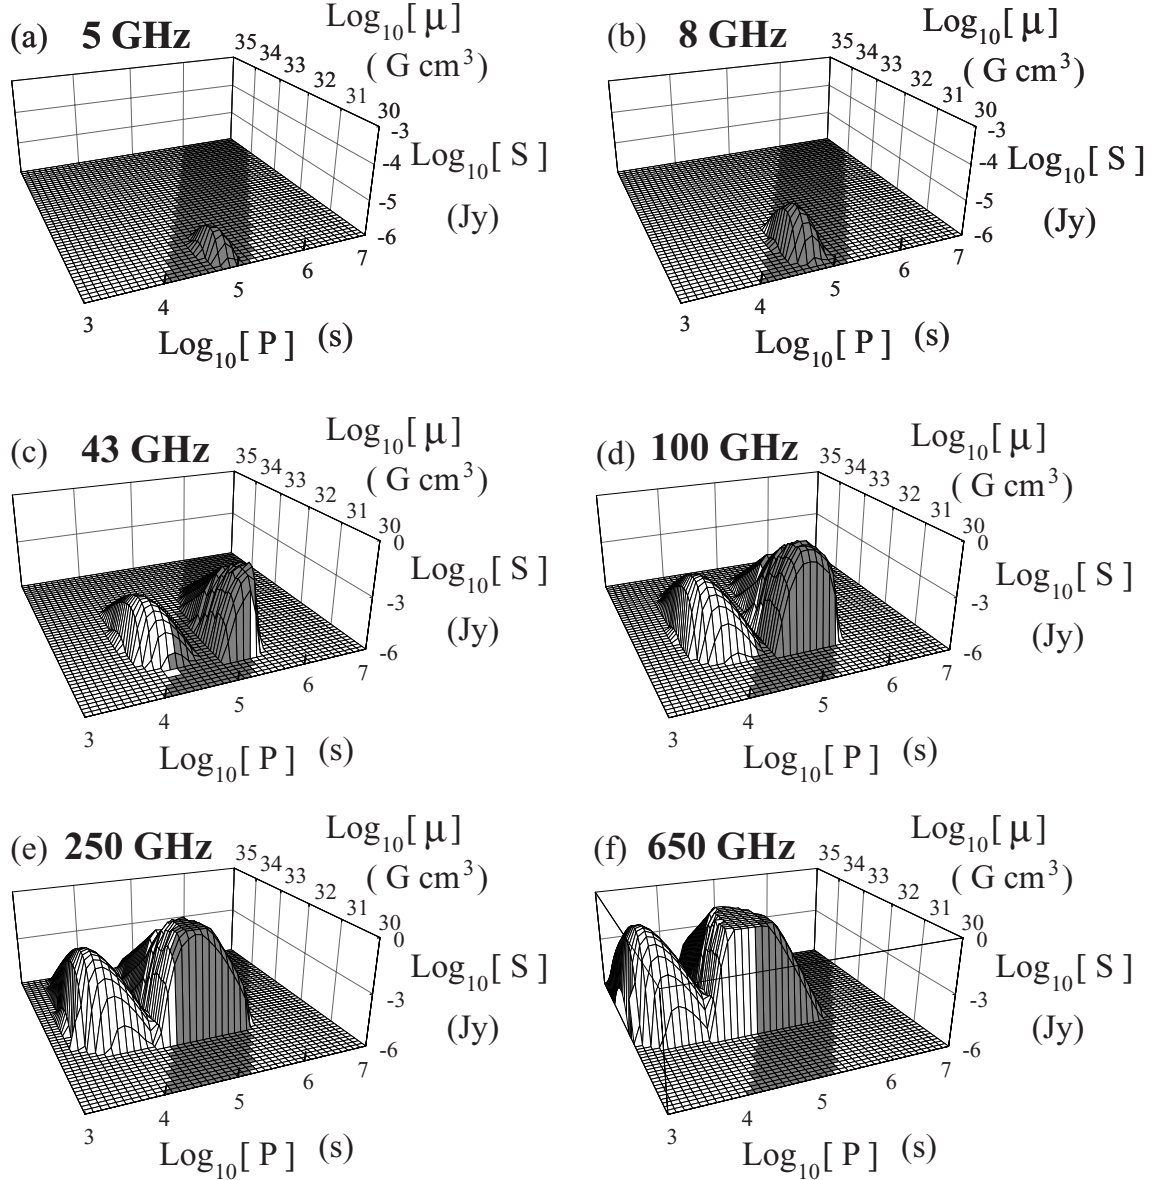 (a) 5 GHz
Log10[ μ ]
( G cm3)
35 34 33 32 31 30
-3
-4
-5
-6
Log10[ S ]
(Jy)
3 4 5 6 7
Log10[ P ] (s)
(b) 8 GHz
Log10[ μ ]
( G cm3)
35 34 33 32 31 30
-3
-4
-5
-6
Log10[ S ]
(Jy)
3 4 5 6 7
Log10[ P ] (s)
(c) 43 GHz
Log10[ μ ]
( G cm3)
35 34 33 32 31 30
0
-3
-6
Log10[ S ]
(Jy)
3 4 5 6 7
Log10[ P ] (s)
(d) 100 GHz
Log10[ μ ]
( G cm3)
35 34 33 32 31 30
0
-3
-6
Log10[ S ]
(Jy)
3 4 5 6 7
Log10[ P ] (s)
(e) 250 GHz
Log10[ μ ]
( G cm3)
35 34 33 32 31 30
0
-3
-6
Log10[ S ]
(Jy)
3 4 5 6 7
Log10[ P ] (s)
(f) 650 GHz
Log10[ μ ]
( G cm3)
35 34 33 32 31 30
0
-3
-6
Log10[ S ]
(Jy)
3 4 5 6 7
Log10[ P ] (s)